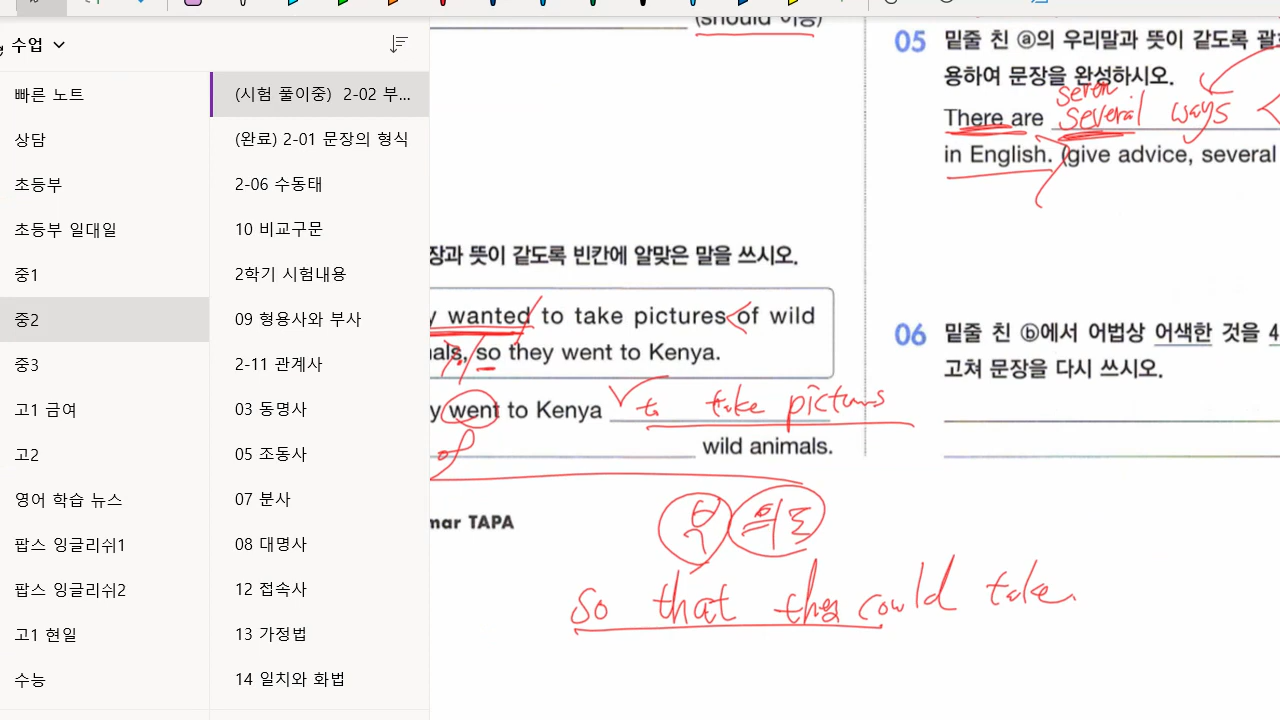 수업
빠른 노트
상담
초등부
초등부 일대일
중1
중2
중3
고1 금여
고2
영어 학습 뉴스
팝스 잉글리쉬1
팝스 잉글리쉬2
고1 현일
수능
(시험 풀이중) 2-02 부...
(완료) 2-01 문장의 형식
2-06 수동태
10 비교구문
2학기 시험내용
09 형용사와 부사
2-11 관계사
03 동명사
05 조동사
07 분사
08 대명사
12 접속사
13 가정법
14 일치와 화법
(should 이용)
장과 뜻이 같도록 빈칸에 알맞은 말을 쓰시오.
y wanted to take pictures of wild
als, so they went to Kenya.
y went to Kenya to take pictures
of wild animals.
mar TAPA
부 의도
so that they could take
05 밑줄 친 ⓐ의 우리말과 뜻이 같도록 괄
용하여 문장을 완성하시오.
seven
There are several ways
in English. (give advice, several
06 밑줄 친 ⓑ에서 어법상 어색한 것을 4
고쳐 문장을 다시 쓰시오.